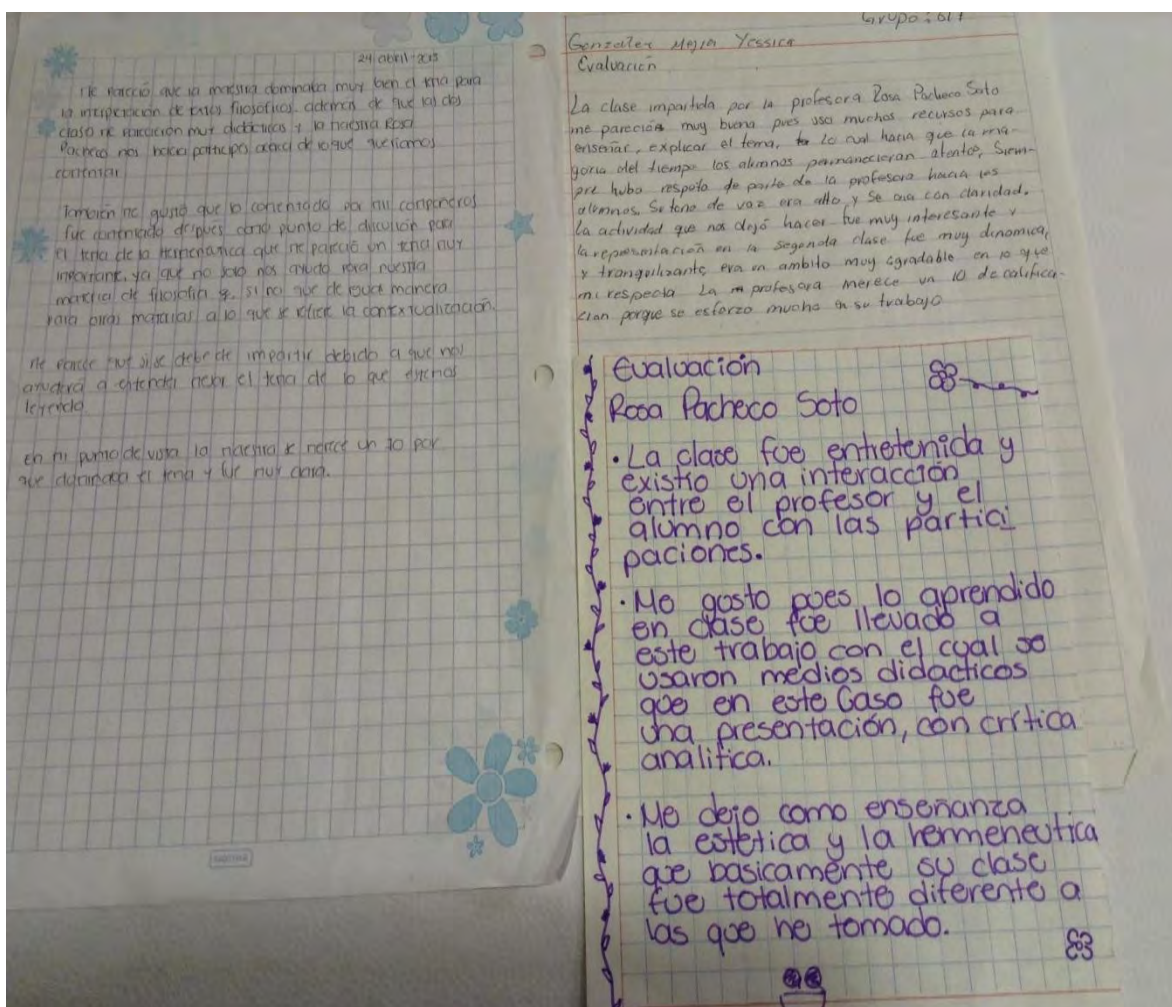 24 abril-2015
Me pareció que la maestra dominaba muy bien el tema para
la interpretación de textos filosóficos además de que las dos
clase me parecieron muy didácticas y la maestra Rosa
Pacheco nos hacia participes acerca de lo que queriamos
comentar
También me gustó que lo comentado por mi compañeros
fue comentado después como punto de discusión para
el tema de la hermenáutica que me pareció un tema muy
importante, ya que no solo nos ayuda para nuestra
materia de filosofía si no que de igual manera
para otras materias a lo que se refiere la contextualización.
Me parece que si se debe de impartir debido a que nos
ayudará a entender mejor el tema de lo que estemos
leyendo
En mi punto de vista la maestra se merece un 10 por
que dominaba el tema y fue muy clara.
Grupo: 611
Gonzalez Mejia Yessica
Evaluación
La clase impartida por la profesora Rosa Pacheco Soto
me pareció muy buena pues uso muchos recursos para
enseñar, explicar el tema, lo cual hacia que la ma-
yoria del tiempo los alumnos permanecieran atentos, Siem-
pre hubo respeto de parte de la profesora hacia los
alumnos. Su tono de voz era alto y se oia con claridad.
La actividad que nos dejó hacer fue muy interesante y
la representación en la segunda clase fue muy dinamica,
y tranquilizante era un ambito muy agradable en lo que
mi respecta La profesora merece un 10 de califica-
cion porque se esforzo mucho en su trabajo
Evaluación
Rosa Pacheco Soto
• La clase fue entretenida y
existio una interacción
entre el profesor y el
alumno con las partici
paciones.
• Me gusto pues lo aprendido
en clase fue llevado a
este trabajo con el cual se
usaron medios didacticos
que en este Caso fue
una presentación, con crítica
analitica.
• Me dejo como enseñanza
la estética y la hermeneutica
que basicamente su clase
fue totalmente diferente a
las que he tomado.